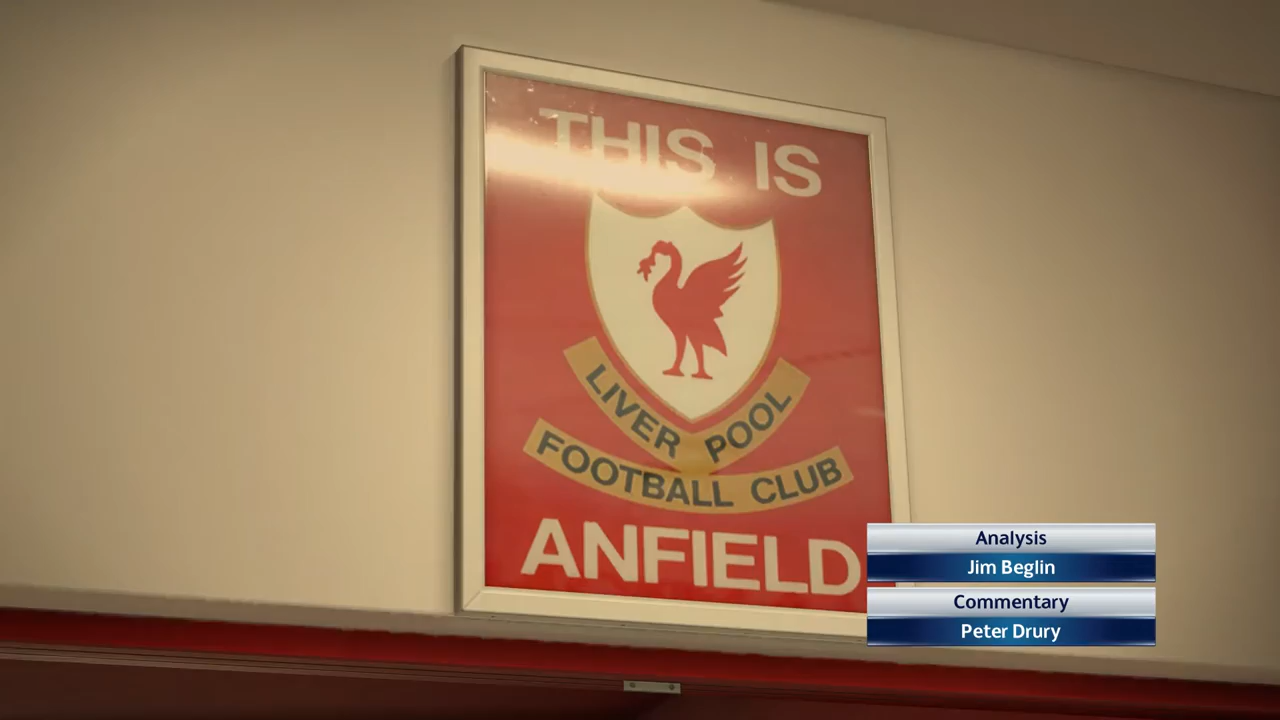 THIS IS
LIVER POOL
FOOTBALL CLUB
ANFIELD
Analysis
Jim Beglin
Commentary
Peter Drury